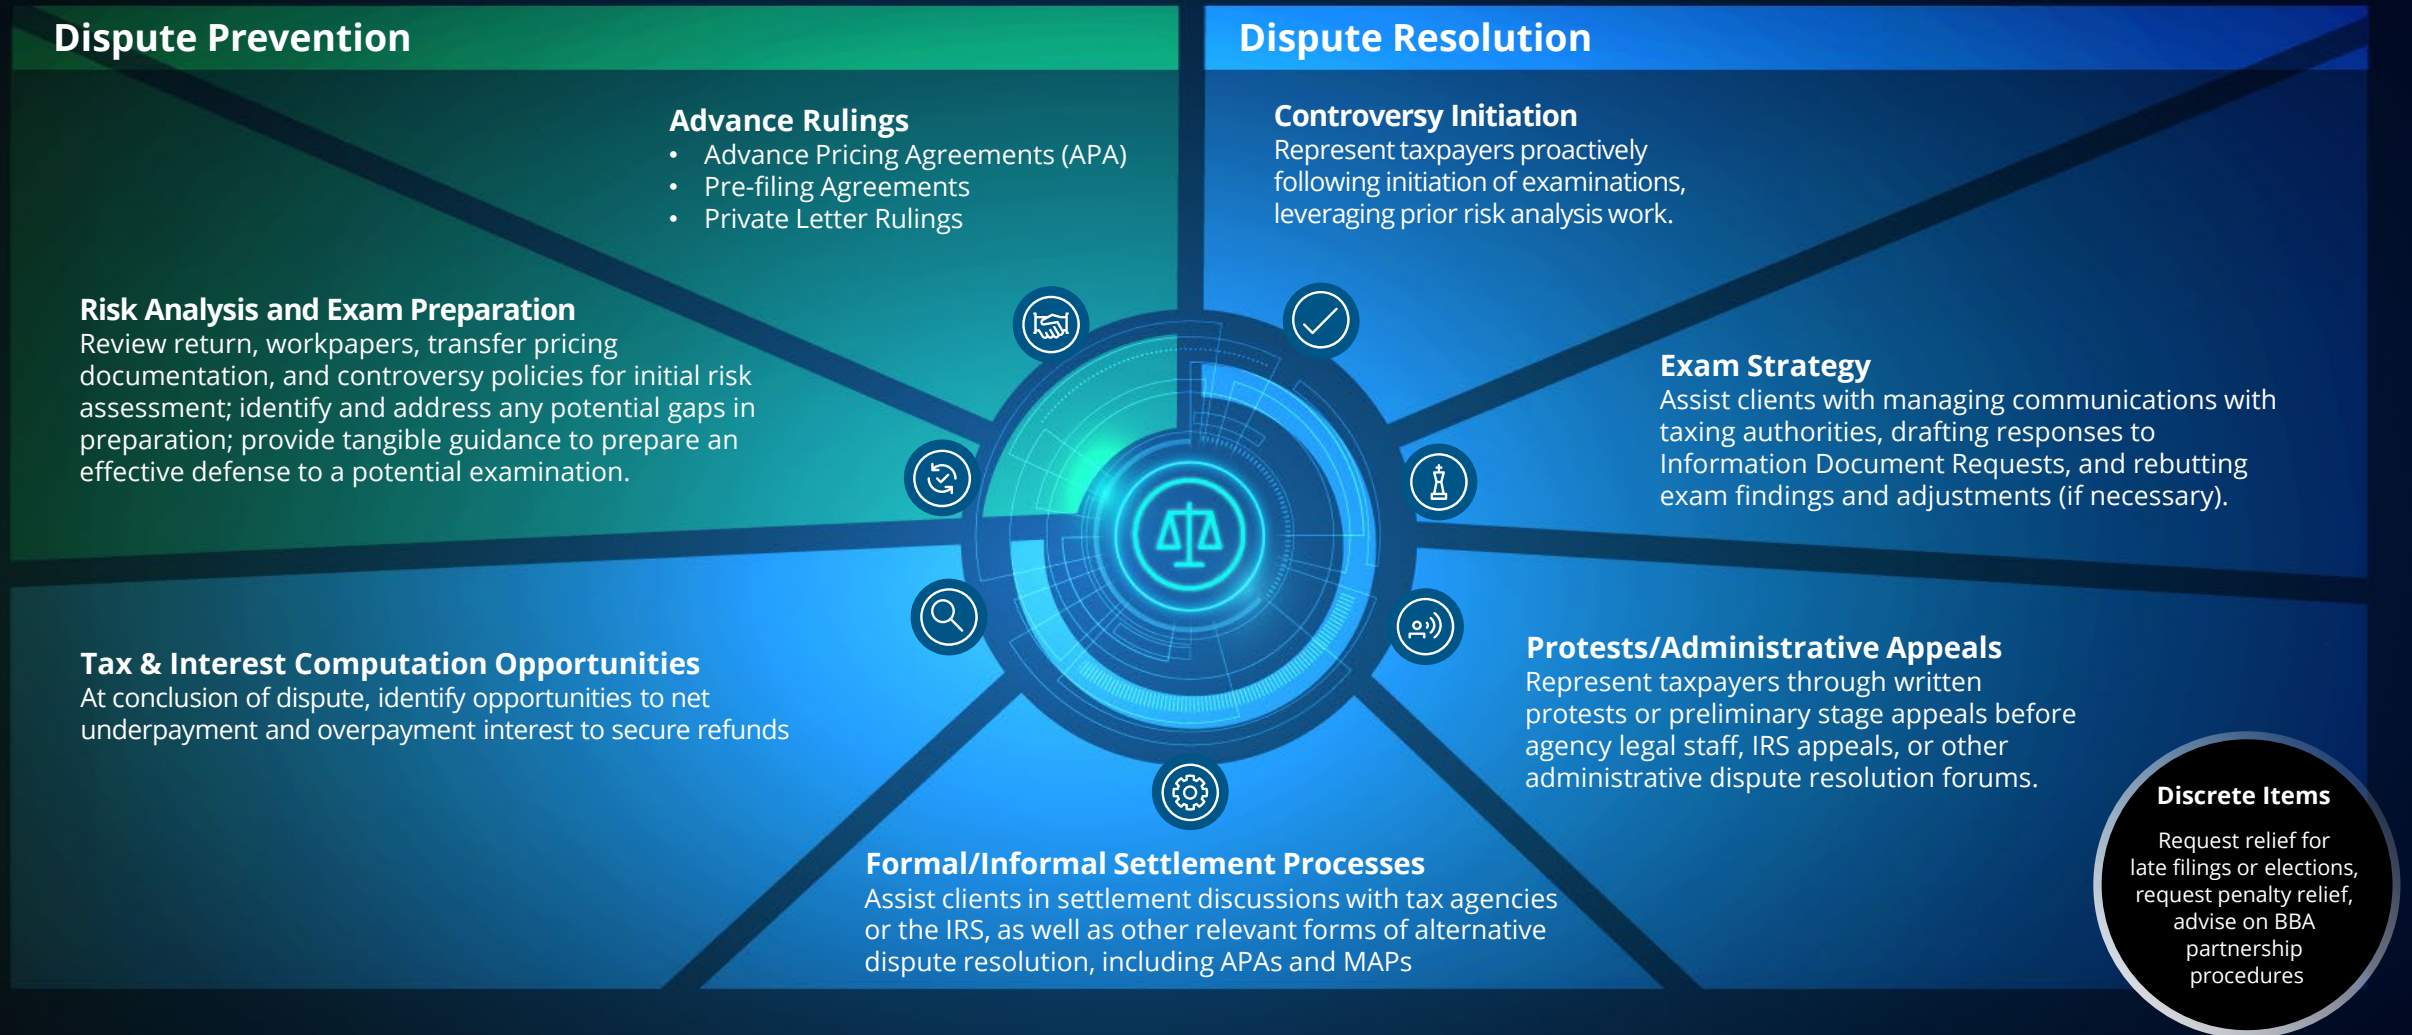 Dispute Prevention
Advance Rulings
• Advance Pricing Agreements (APA)
• Pre-filing Agreements
• Private Letter Rulings
Risk Analysis and Exam Preparation
Review return, workpapers, transfer pricing
documentation, and controversy policies for initial risk
assessment; identify and address any potential gaps in
preparation; provide tangible guidance to prepare an
effective defense to a potential examination.
Dispute Resolution
Controversy Initiation
Represent taxpayers proactively
following initiation of examinations,
leveraging prior risk analysis work.
Exam Strategy
Assist clients with managing communications with
taxing authorities, drafting responses to
Information Document Requests, and rebutting
exam findings and adjustments (if necessary).
Protests/Administrative Appeals
Represent taxpayers through written
protests or preliminary stage appeals before
agency legal staff, IRS appeals, or other
administrative dispute resolution forums.
Formal/Informal Settlement Processes
Assist clients in settlement discussions with tax agencies
or the IRS, as well as other relevant forms of alternative
dispute resolution, including APAs and MAPs
Tax & Interest Computation Opportunities
At conclusion of dispute, identify opportunities to net
underpayment and overpayment interest to secure refunds
Discrete Items
Request relief for
late filings or elections,
request penalty relief,
advise on BBA
partnership
procedures